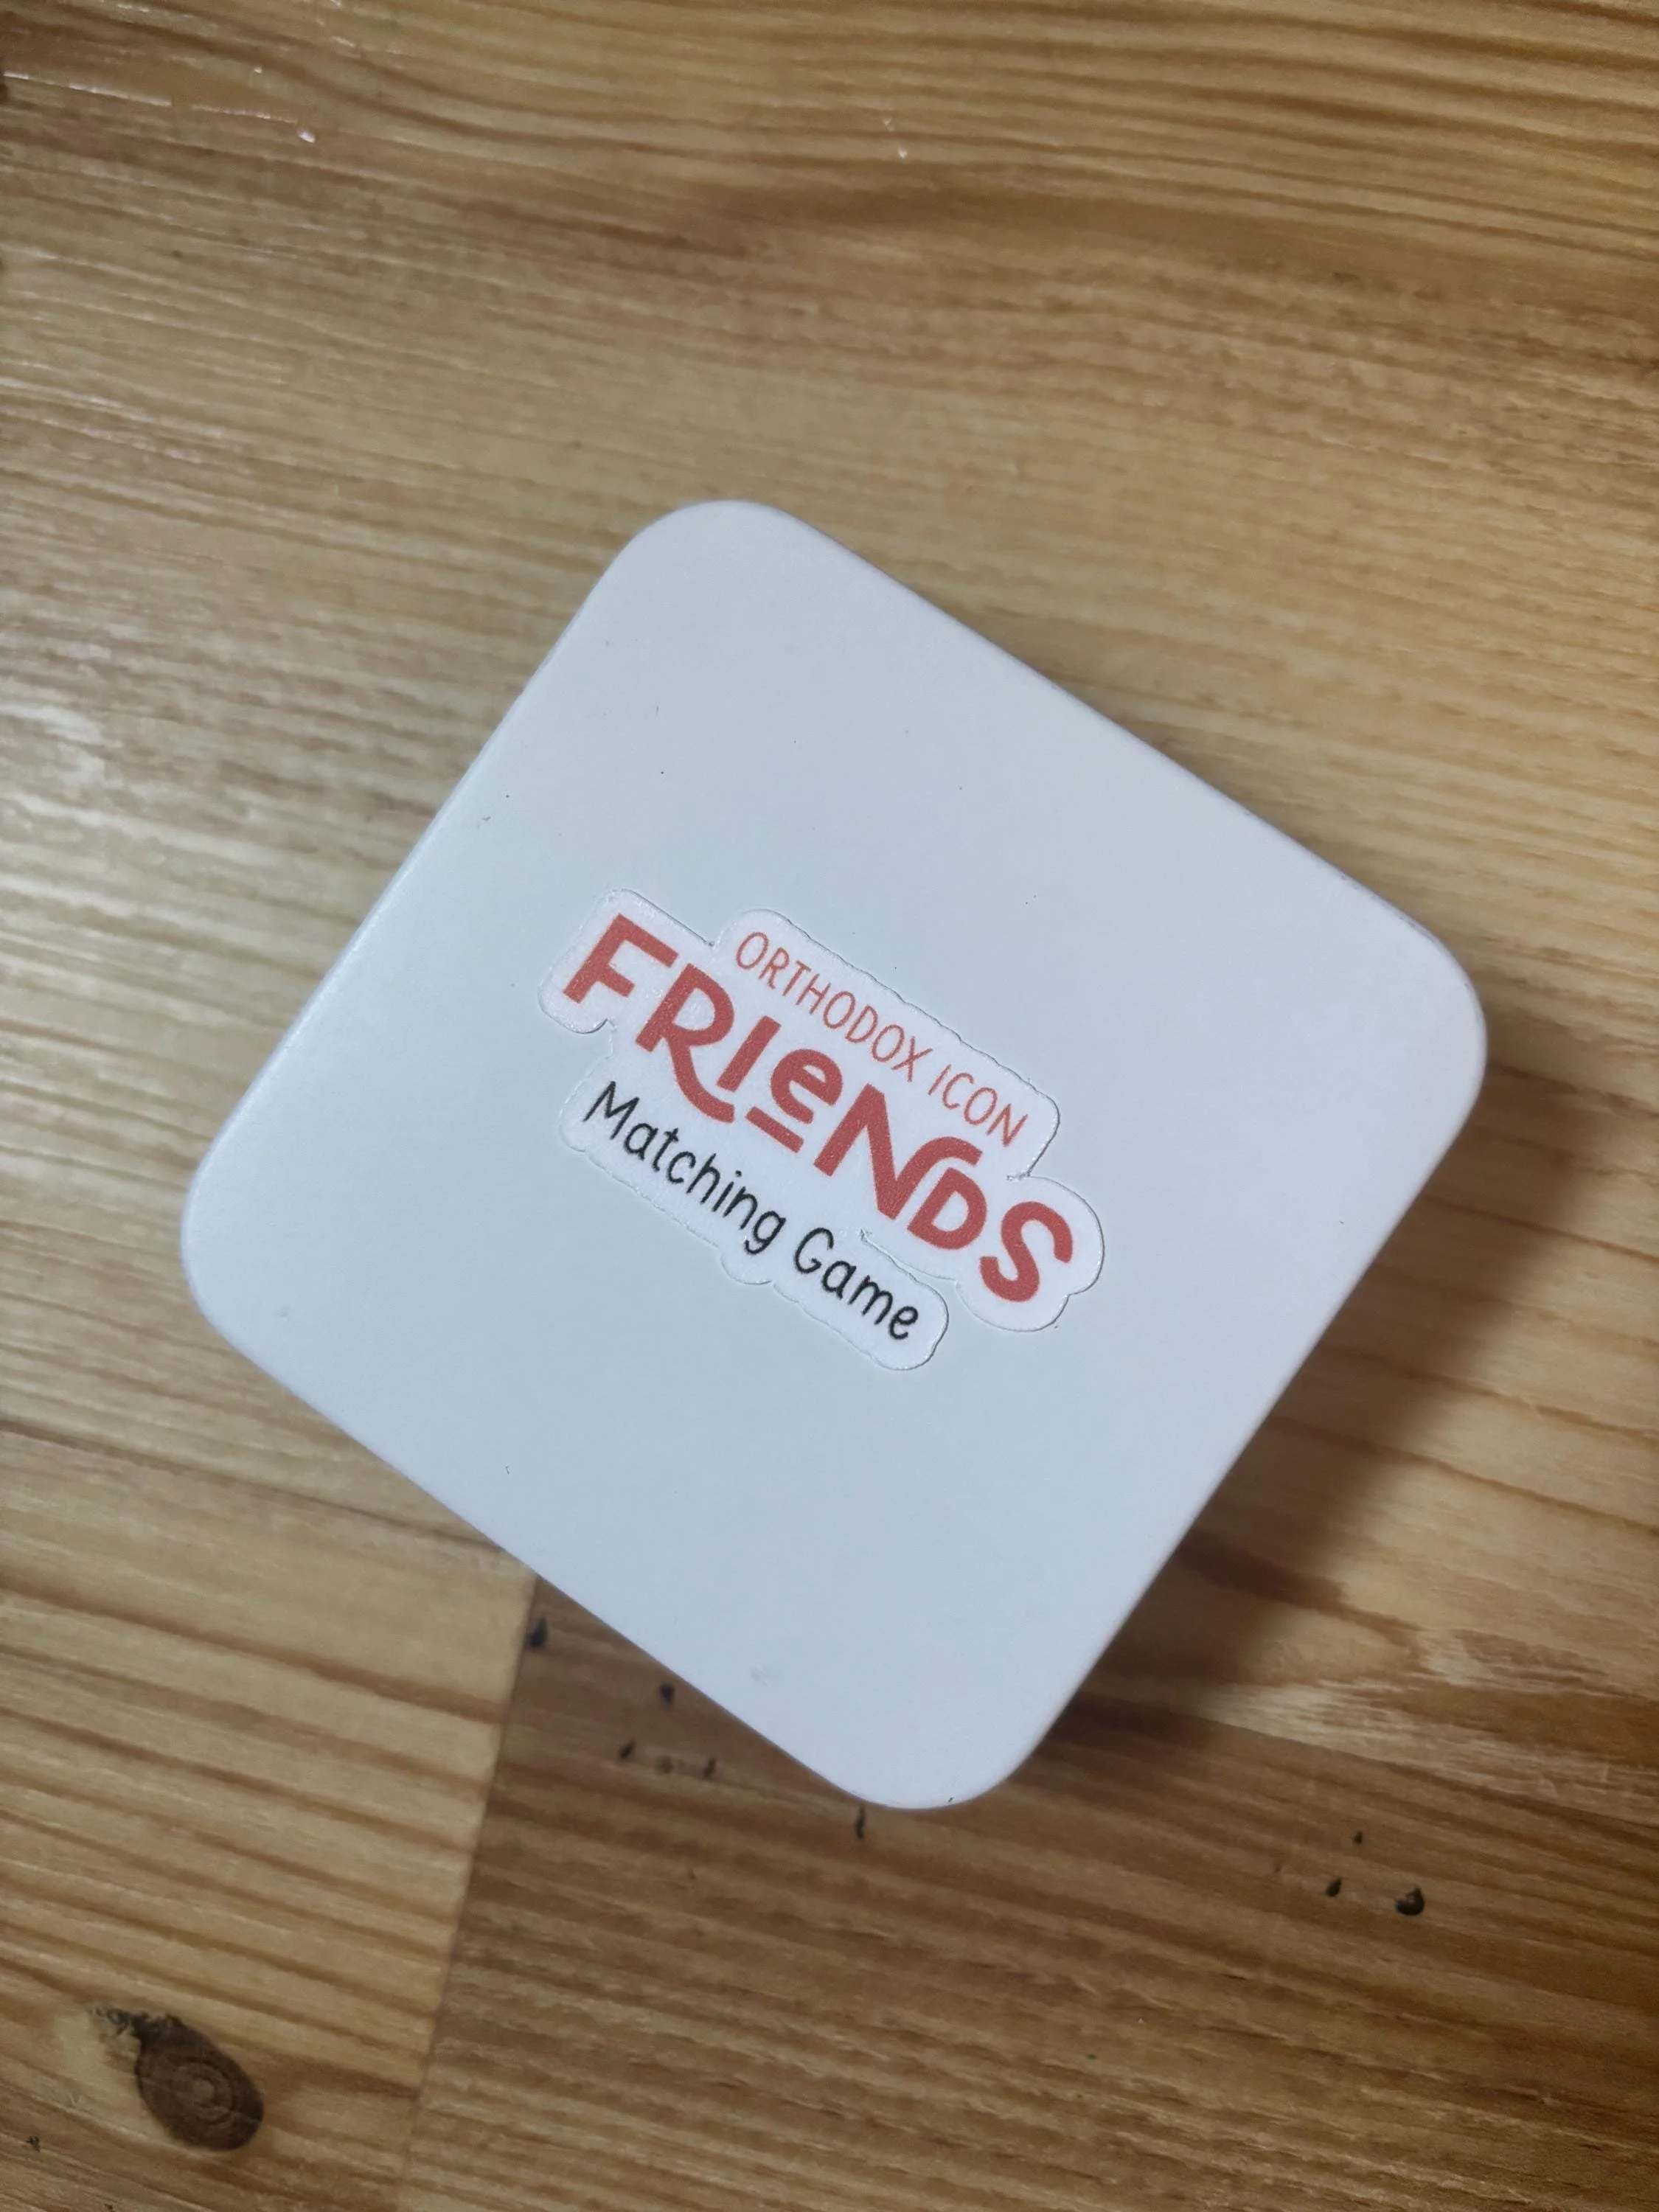 ORTHODOX ICON
FRIeNDS
Matching Game